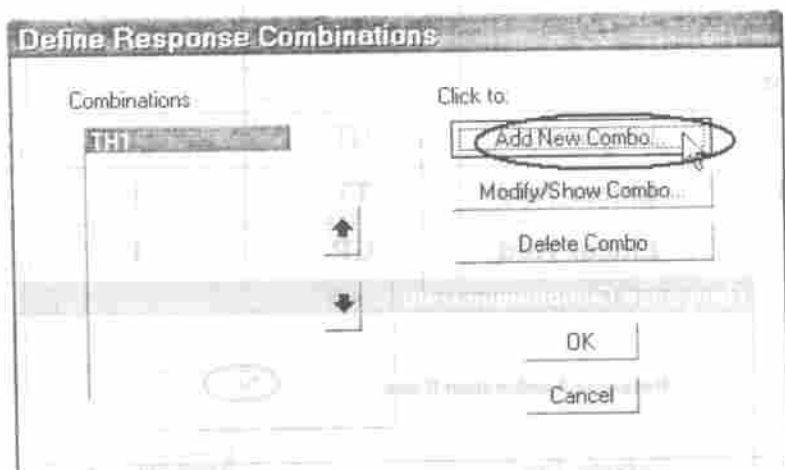 Define Response Combinations
Combinations
Click to:
TH1
Add New Combo...
Modify/Show Combo...
Delete Combo
OK
Cancel